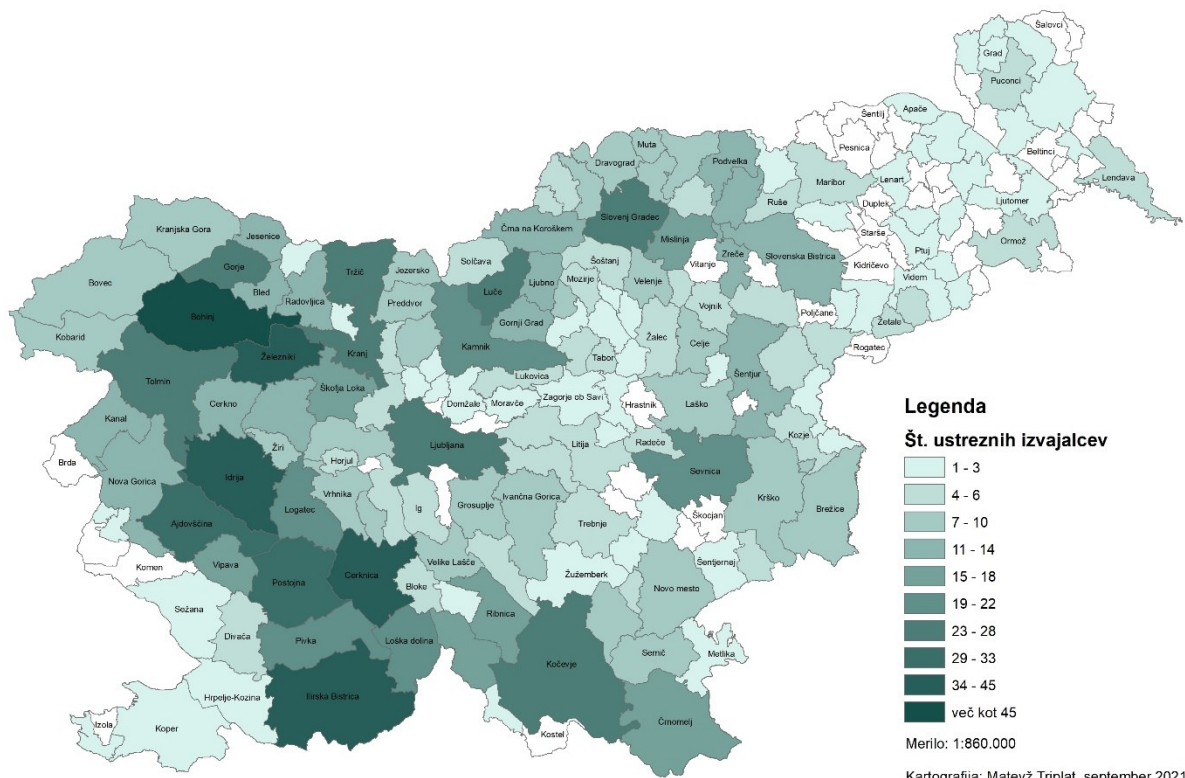 Šalovci
Grad
Puconci
Apače
Šentilj
Pesnica
Beltinci
Lendava
Lenart
Maribor
Ljutomer
Duplek
Starše
Ptuj
Ormož
Kidričevo
Videm
Žetale
Rogatec
Poljčane
Muta
Dravograd
Podvelka
Ruše
Slovenj Gradec
Črna na Koroškem
Mislinja
Vitanje
Zreče
Slovenska Bistrica
Kranjska Gora
Jesenice
Gorje
Bovec
Bled
Radovljica
Tržič
Jezersko
Solčava
Preddvor
Luče
Ljubno
Mozirje
Šoštanj
Velenje
Vojnik
Bohinj
Kobarid
Kranj
Železniki
Kamnik
Gornji Grad
Žalec
Celje
Tabor
Šentjur
Tolmin
Škofja Loka
Cerkno
Lukovica
Domžale
Moravče
Zagorje ob Savi
Hrastnik
Laško
Kozje
Kanal
Žiri
Ljubljana
Litija
Radeče
Brda
Horjul
Idrija
Sevnica
Nova Gorica
Vrhnika
Logatec
Ig
Grosuplje
Ivančna Gorica
Krško
Brežice
Ajdovščina
Trebnje
Škocjan
Vipava
Komen
Postojna
Cerknica
Velike Lašče
Bloke
Žužemberk
Šentjernej
Novo mesto
Sežana
Ribnica
Divača
Pivka
Loška dolina
Kočevje
Semič
Metlika
Hrpelje-Kozina
Ilirska Bistrica
Črnomelj
Izola
Koper
Kostel
Legenda
Št. ustreznih izvajalcev
1 - 3
4 - 6
7 - 10
11 - 14
15 - 18
19 - 22
23 - 28
29 - 33
34 - 45
več kot 45
Merilo: 1:860.000
Kartografija: Matevž Triplat, september 2021